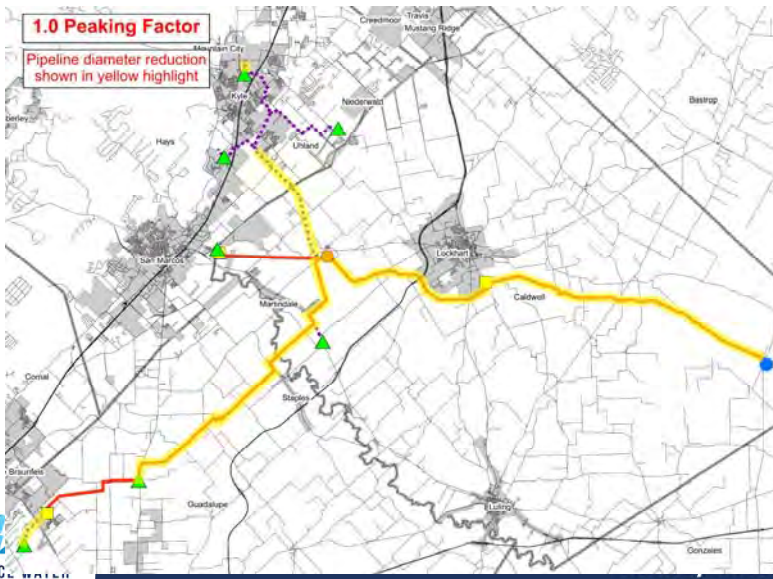 1.0 Peaking Factor
Pipeline diameter reduction
shown in yellow highlight
Creedmoor
Travis
Mustang Ridge
Mountain City
Kyle
Niederwald
Bastrop
Hays
Uhland
San Marcos
Lockhart
Caldwell
Martindale
Staples
Comal
Braunfels
Guadalupe
Luling
Gonzales